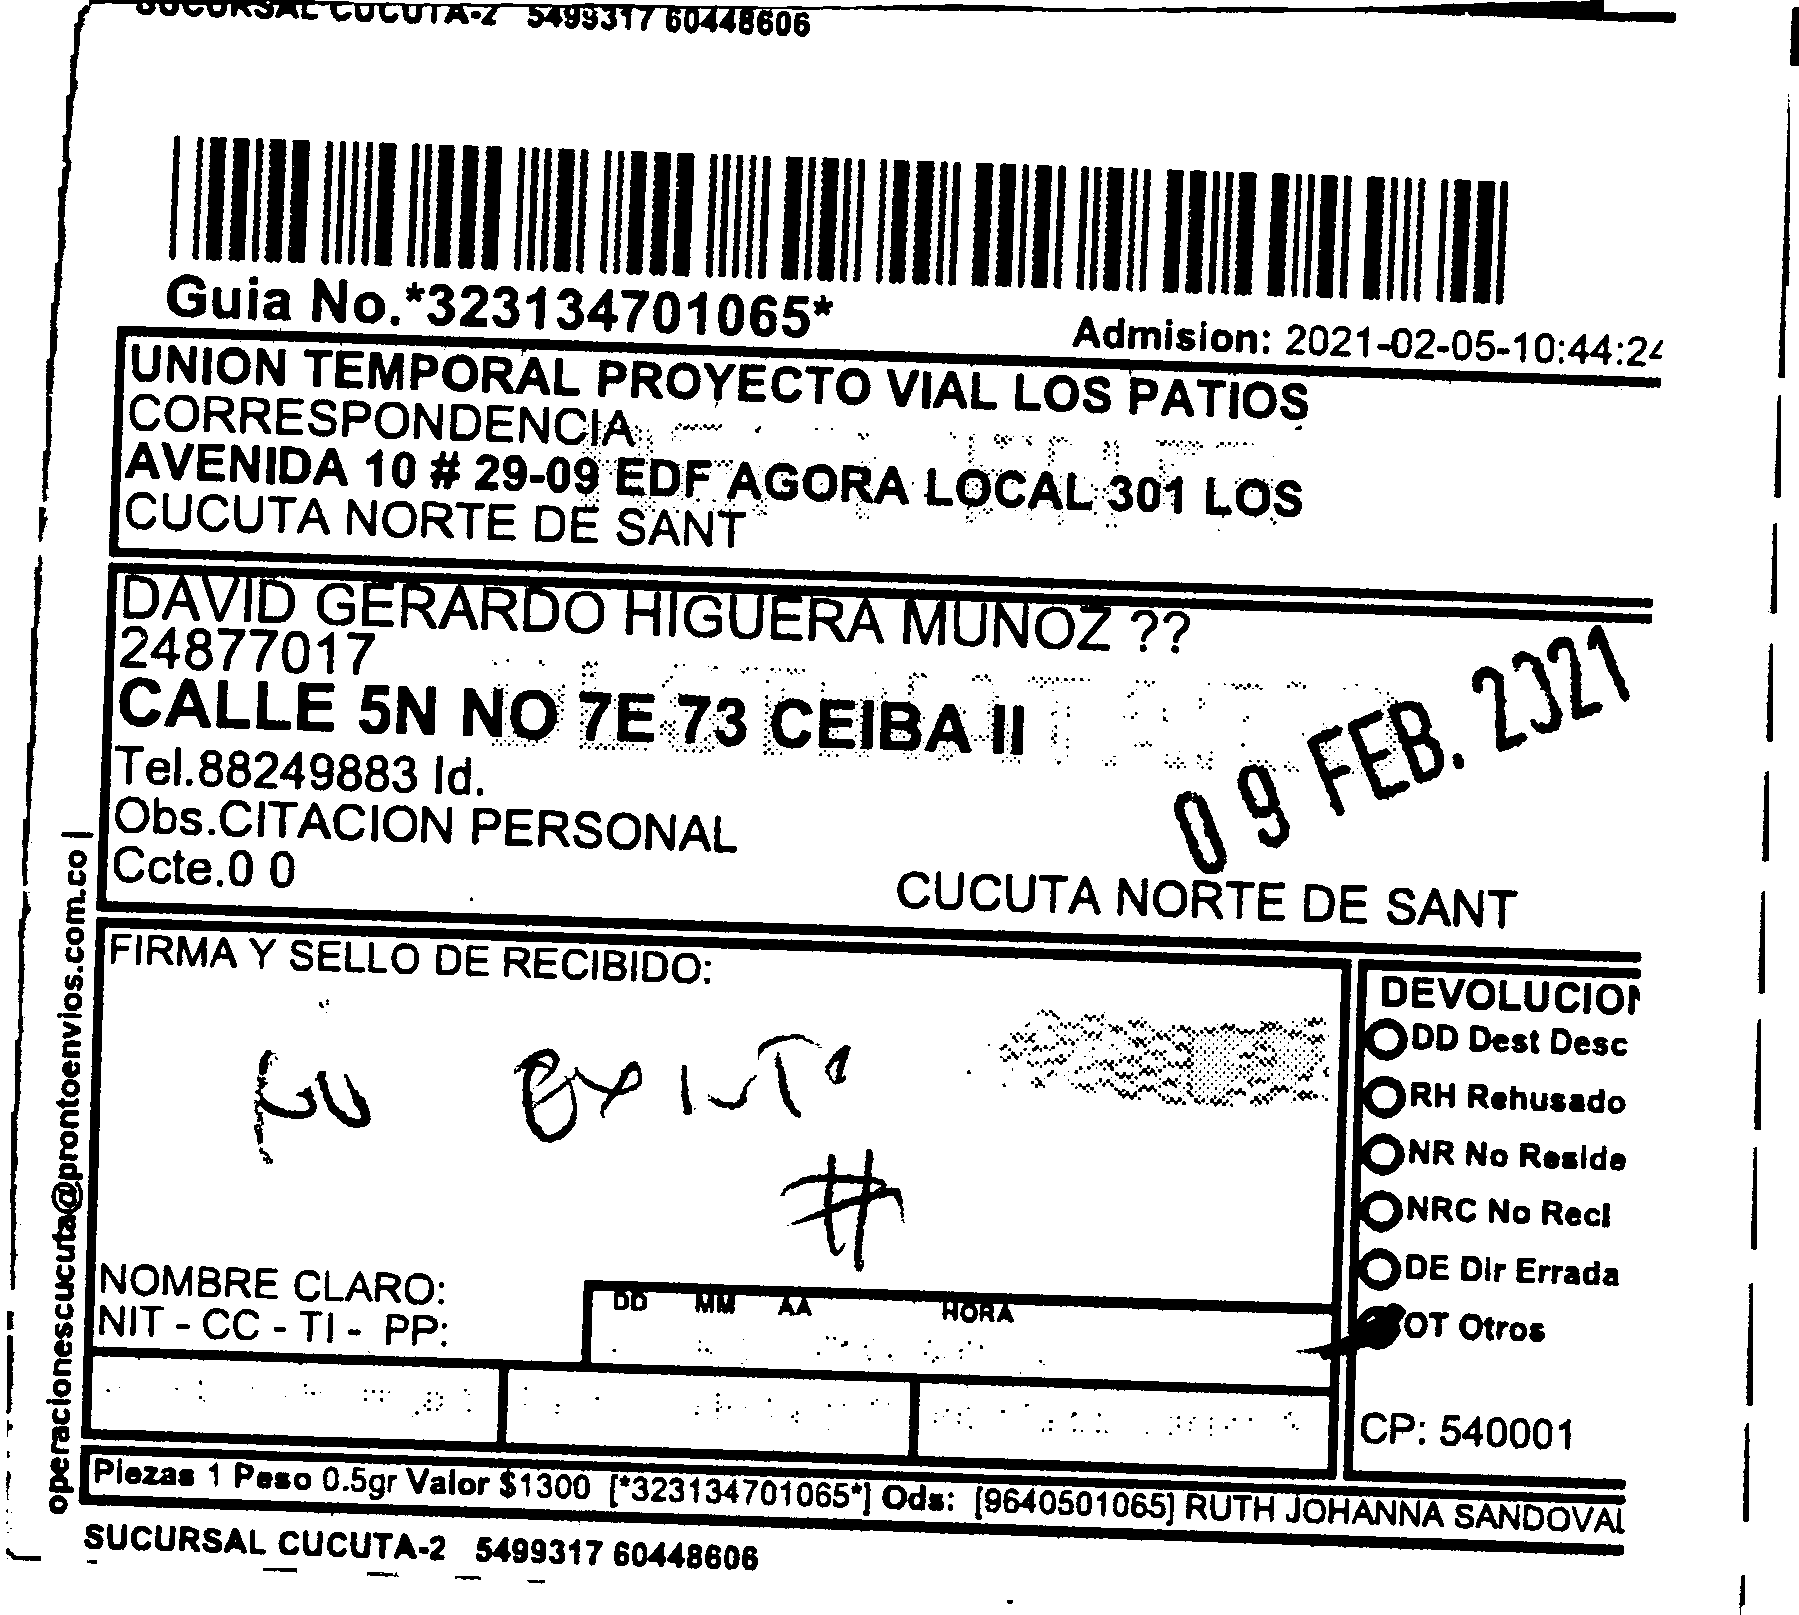 SUCURSAL CUCUTA-2 5499317 60448606
Guia No.*323134701065*
Admision: 2021-02-05-10:44:24
UNION TEMPORAL PROYECTO VIAL LOS PATIOS
CORRESPONDENCIA
AVENIDA 10 # 29-09 EDF AGORA LOCAL 301 LOS
CUCUTA NORTE DE SANT
DAVID GERARDO HIGUERA MUNOZ ??
24877017
CALLE 5N NO 7E 73 CEIBA II
Tel.88249883 Id.
Obs.CITACION PERSONAL
Ccte.0 0
09 FEB. 2021
CUCUTA NORTE DE SANT
operacionescucuta@prontoenvios.com.co |
FIRMA Y SELLO DE RECIBIDO:
No Existe
#
NOMBRE CLARO:
NIT - CC - TI - PP:
DD MM AA HORA
DEVOLUCION
DD Dest Desc
RH Rehusado
NR No Reside
NRC No Recl
DE Dir Errada
OT Otros
CP: 540001
Piezas 1 Peso 0.5gr Valor $1300 [*323134701065*] Ods: [9640501065] RUTH JOHANNA SANDOVAL
SUCURSAL CUCUTA-2 5499317 60448606